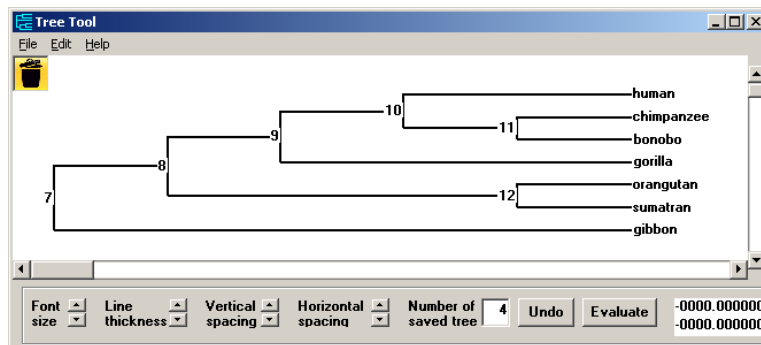 Tree Tool
File Edit Help
human
10
chimpanzee
11
9
bonobo
8
gorilla
orangutan
7
12
sumatran
gibbon
Font size
Line thickness
Vertical spacing
Horizontal spacing
Number of saved tree
4
Undo
Evaluate
-0000.000000
-0000.000000